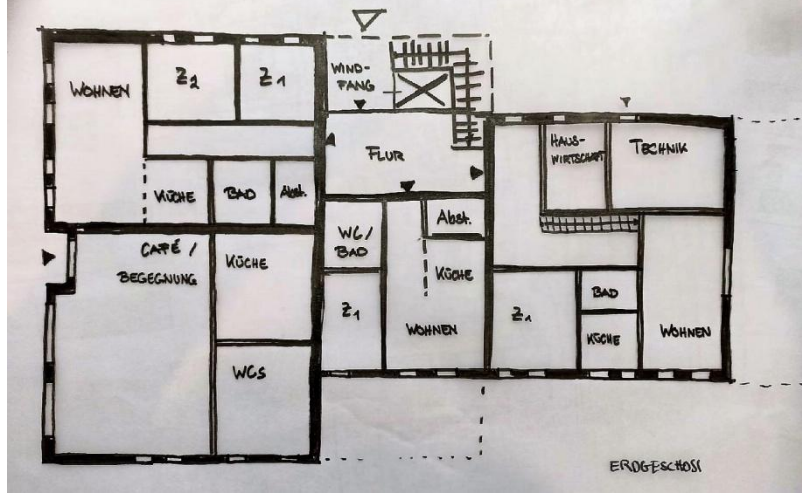 WOHNEN
Z2
Z1
WIND-
FANG
KÜCHE
BAD
Abst.
FLUR
HAUS-
WIRTSCHAFT
TECHNIK
CAFÉ /
BEGEGNUNG
KÜCHE
WCs
WC/
BAD
Abst.
KÜCHE
Z1
WOHNEN
Z1
BAD
KÜCHE
WOHNEN
ERDGESCHOSS